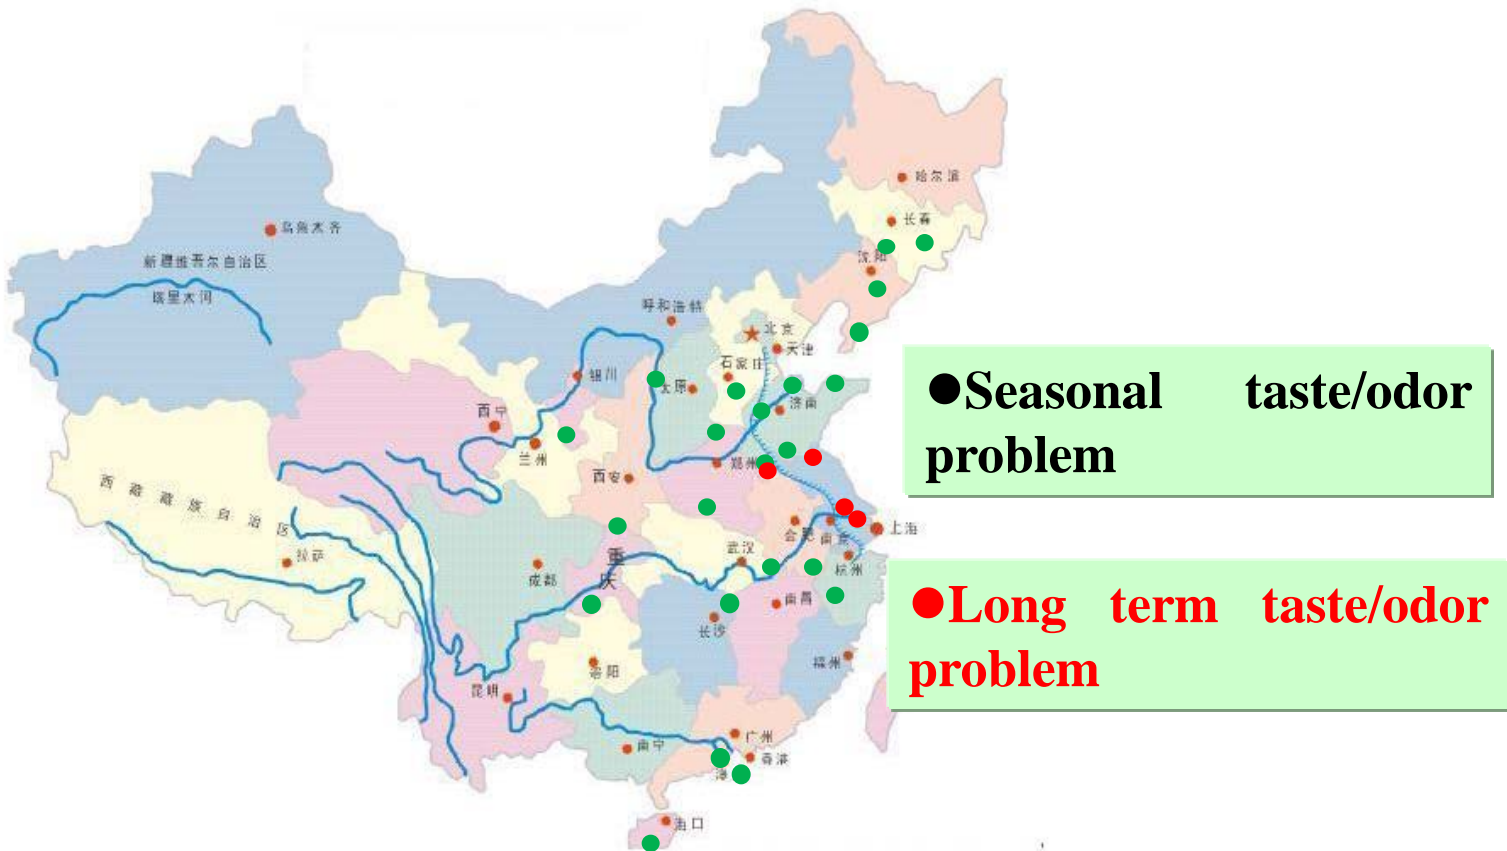 哈尔滨
长春
乌鲁木齐
沈阳
新疆维吾尔自治区
塔里木河
呼和浩特
北京
天津
石家庄
银川
太原
济南
●Seasonal taste/odor
problem
西宁
兰州
郑州
西安
西藏藏族自治区
上海
合肥
南京
武汉
拉萨
重庆
成都
杭州
南昌
●Long term taste/odor
problem
长沙
福州
昆明
广州
南宁
香港
海口